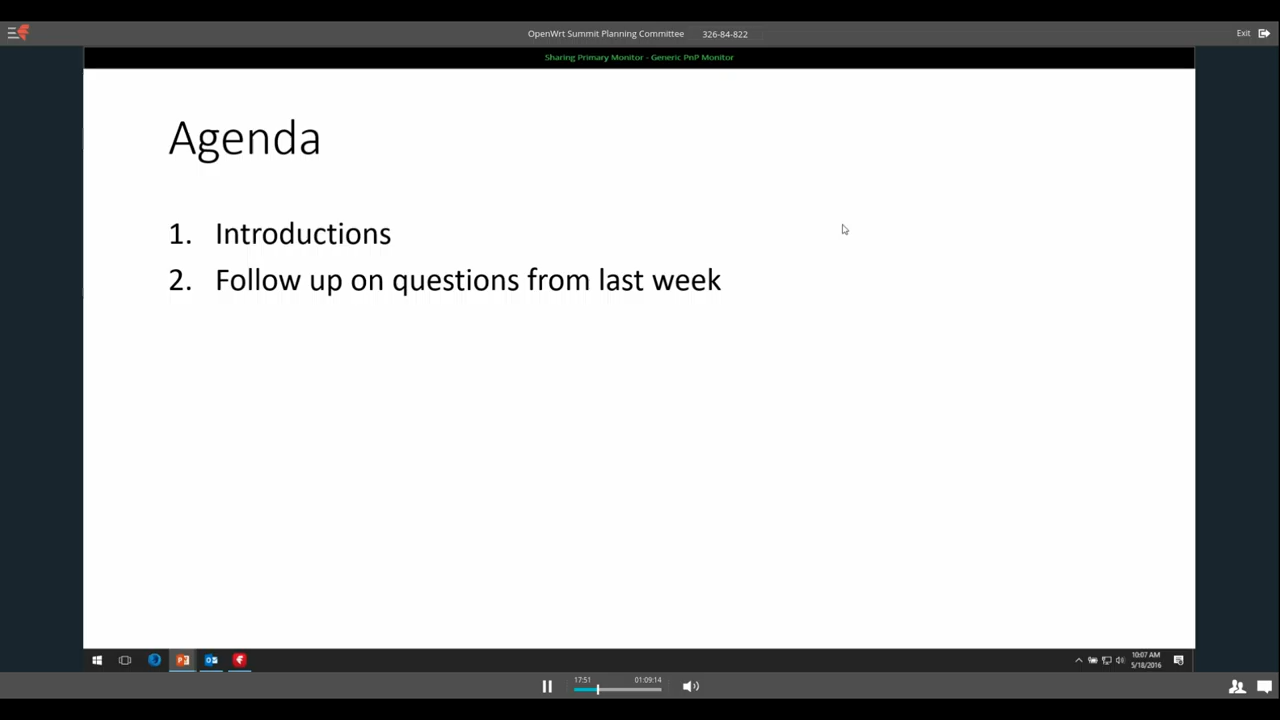 OpenWrt Summit Planning Committee 326-84-822
Exit
Sharing Primary Monitor - Generic PnP Monitor
Agenda
1. Introductions
2. Follow up on questions from last week
10:07 AM
5/18/2016
17:51 01:09:14